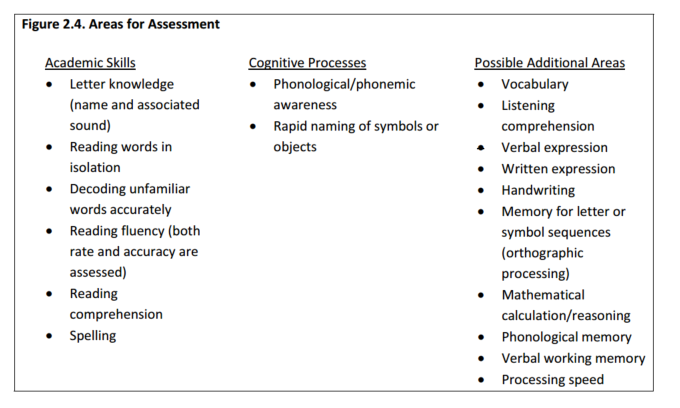 Figure 2.4. Areas for Assessment
Academic Skills
• Letter knowledge
(name and associated
sound)
• Reading words in
isolation
• Decoding unfamiliar
words accurately
• Reading fluency (both
rate and accuracy are
assessed)
• Reading
comprehension
• Spelling
Cognitive Processes
• Phonological/phonemic
awareness
• Rapid naming of symbols or
objects
Possible Additional Areas
• Vocabulary
• Listening
comprehension
• Verbal expression
• Written expression
• Handwriting
• Memory for letter or
symbol sequences
(orthographic
processing)
• Mathematical
calculation/reasoning
• Phonological memory
• Verbal working memory
• Processing speed